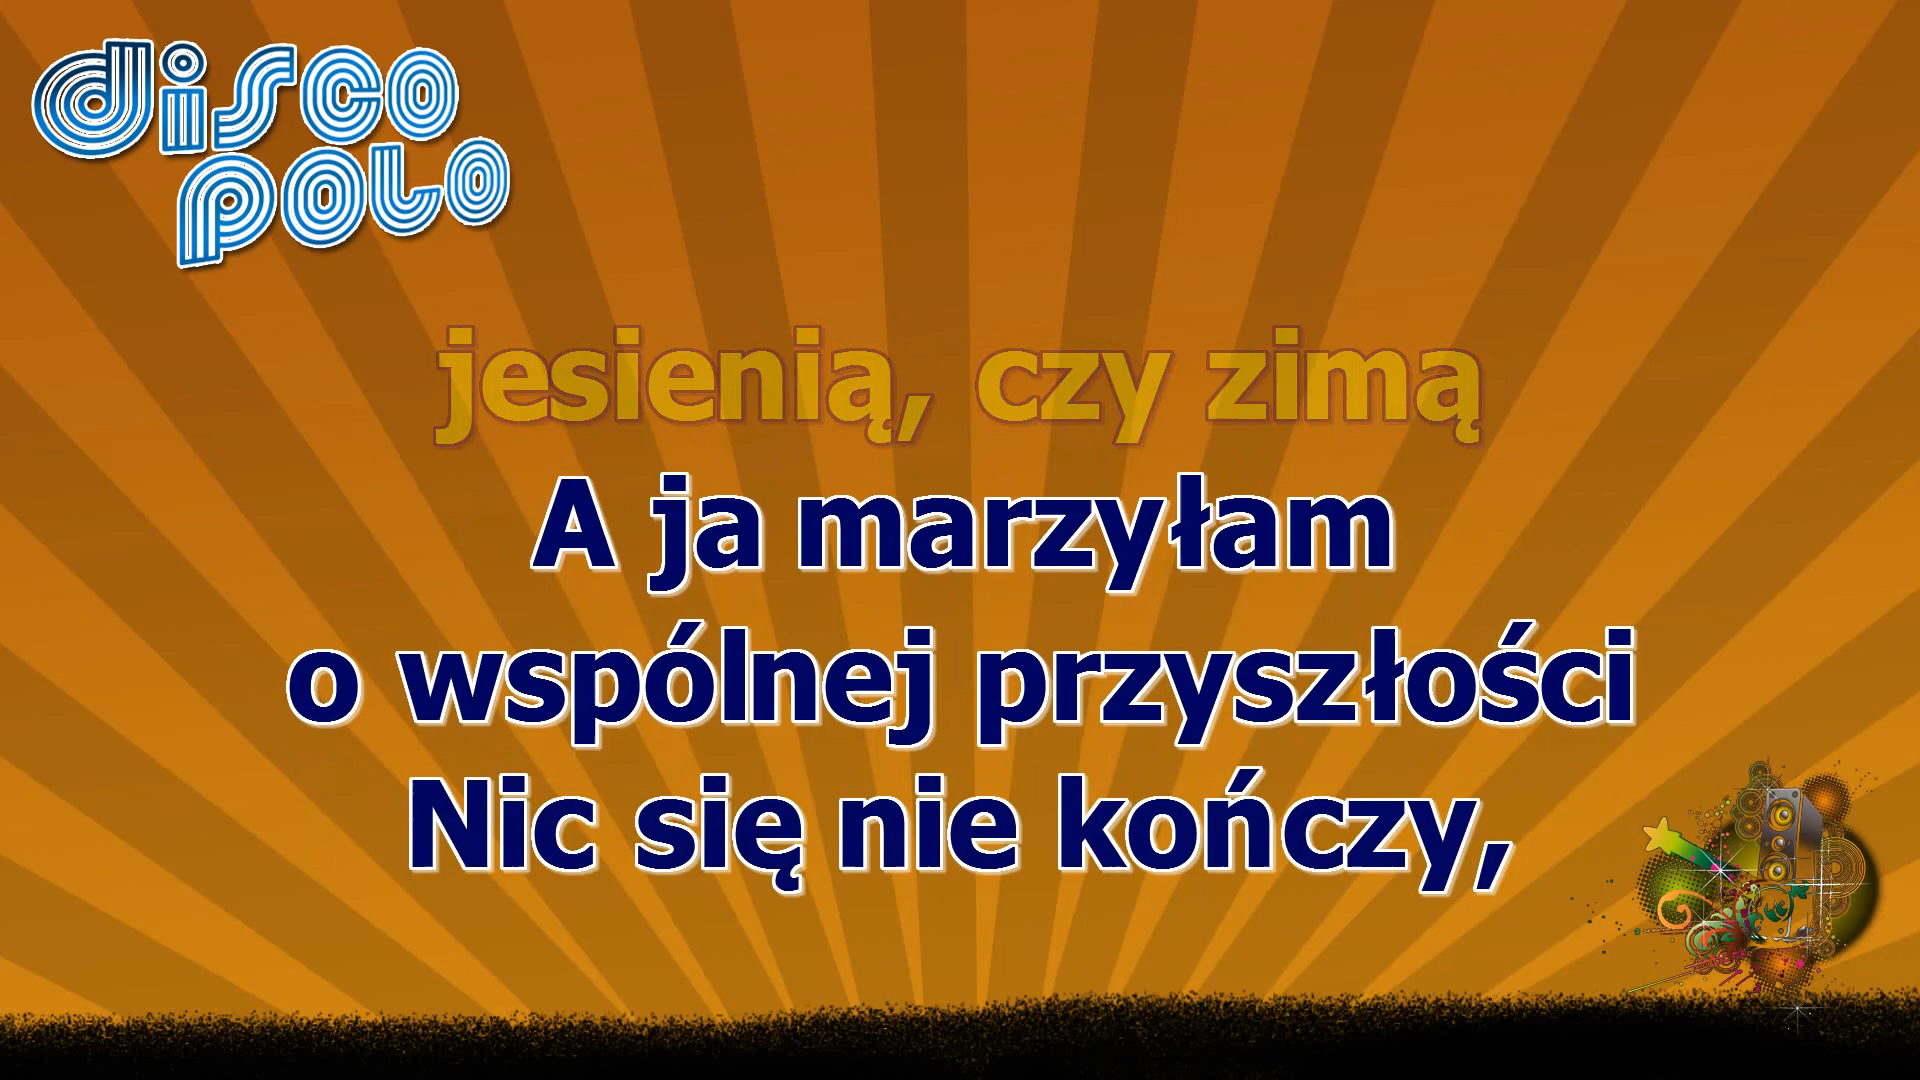 disco
polo
jesienią, czy zimą
A ja marzyłam
o wspólnej przyszłości
Nic się nie kończy,